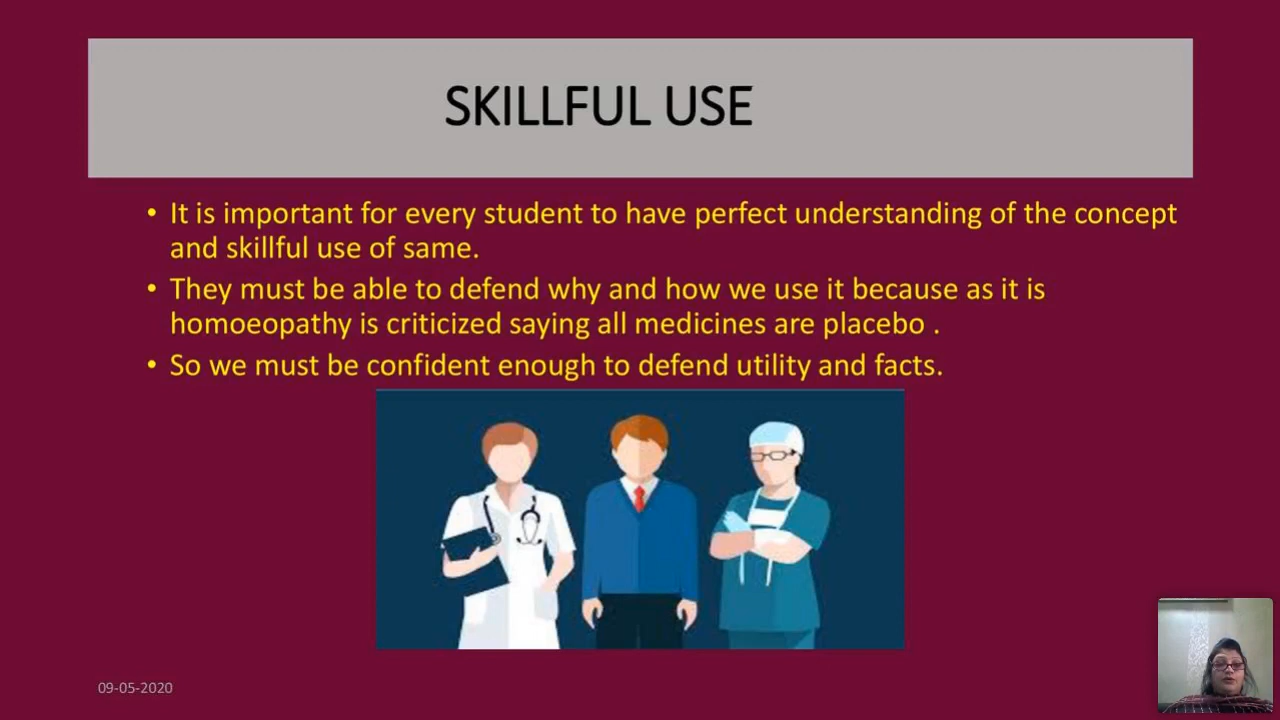 SKILLFUL USE
• It is important for every student to have perfect understanding of the concept
and skillful use of same.
• They must be able to defend why and how we use it because as it is
homoeopathy is criticized saying all medicines are placebo .
• So we must be confident enough to defend utility and facts.
09-05-2020